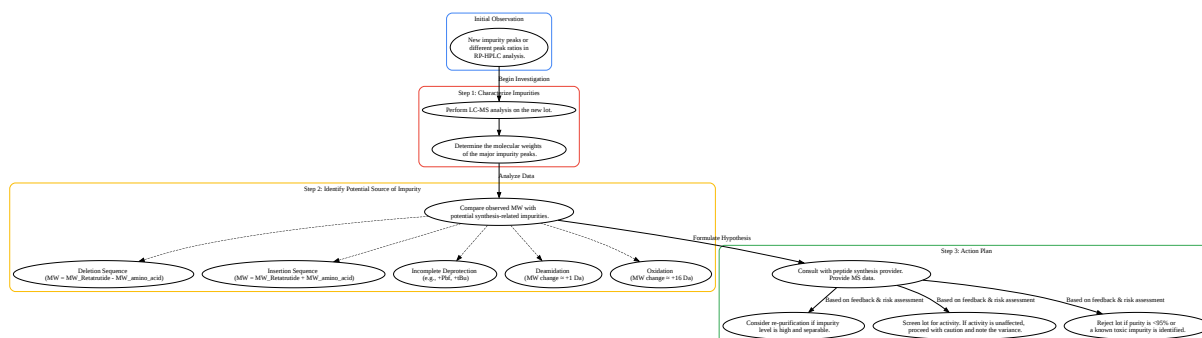 Initial Observation
New impurity peaks or
different peak ratios in
RP-HPLC analysis.
Begin Investigation
Step 1: Characterize Impurities
Perform LC-MS analysis on the new lot.
Determine the molecular weights
of the major impurity peaks.
Analyze Data
Step 2: Identify Potential Source of Impurity
Compare observed MW with
potential synthesis-related impurities.
Formulate Hypothesis
Deletion Sequence
(MW = MW_Retatrutide - MW_amino_acid)
Insertion Sequence
(MW = MW_Retatrutide + MW_amino_acid)
Incomplete Deprotection
(e.g., +Pbf, +tBu)
Deamidation
(MW change = +1 Da)
Oxidation
(MW change = +16 Da)
Step 3: Action Plan
Consult with peptide synthesis provider.
Provide MS data.
Based on feedback & risk assessment
Based on feedback & risk assessment
Based on feedback & risk assessment
Consider re-purification if impurity
level is high and separable.
Screen lot for activity. If activity is unaffected,
proceed with caution and note the variance.
Reject lot if purity is <95% or
a known toxic impurity is identified.